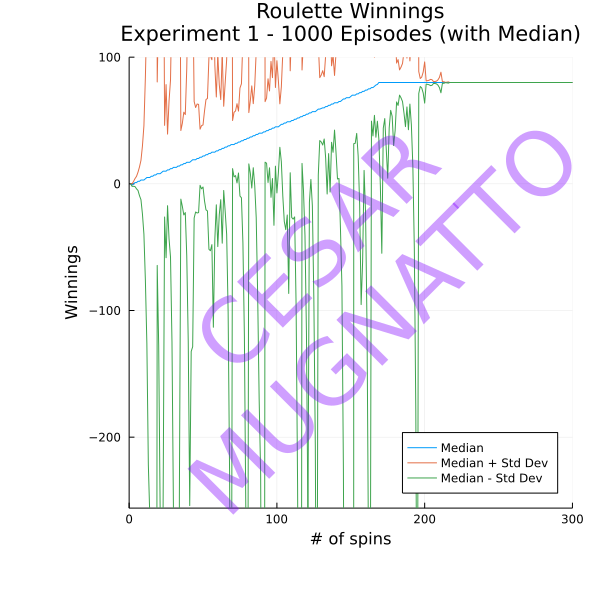 Roulette Winnings
Experiment 1 - 1000 Episodes (with Median)
Winnings
100
0
−100
−200
0
100
200
300
# of spins
Median
Median + Std Dev
Median - Std Dev
CESAR
MUGNATTO